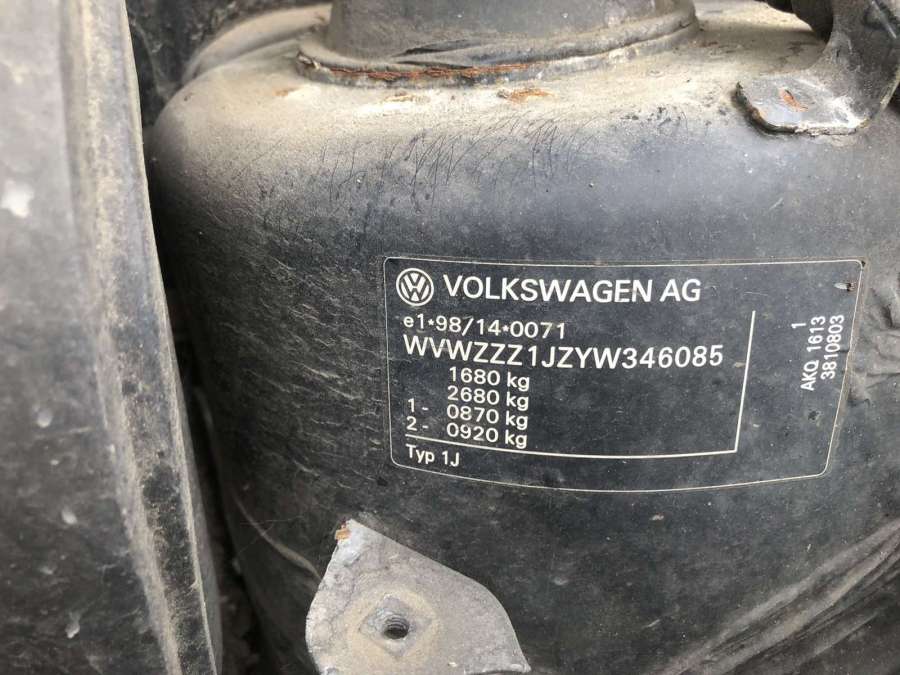 VW VOLKSWAGEN AG
e1*98/14*0071
WVWZZZ1JZYW346085
1680 kg
2680 kg
1 - 0870 kg
2 - 0920 kg
Typ 1J
1
AKQ 1613
3810803